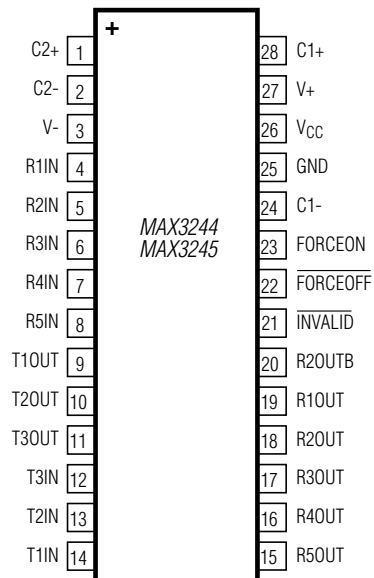 +
C2+ 1 28 C1+
C2- 2 27 V+
V- 3 26 VCC
R1IN 4 25 GND
R2IN 5 24 C1-
MAX3244
MAX3245
R3IN 6 23 FORCEON
R4IN 7 22 FORCEOFF
R5IN 8 21 INVALID
T1OUT 9 20 R2OUTB
T2OUT 10 19 R1OUT
T3OUT 11 18 R2OUT
T3IN 12 17 R3OUT
T2IN 13 16 R4OUT
T1IN 14 15 R5OUT